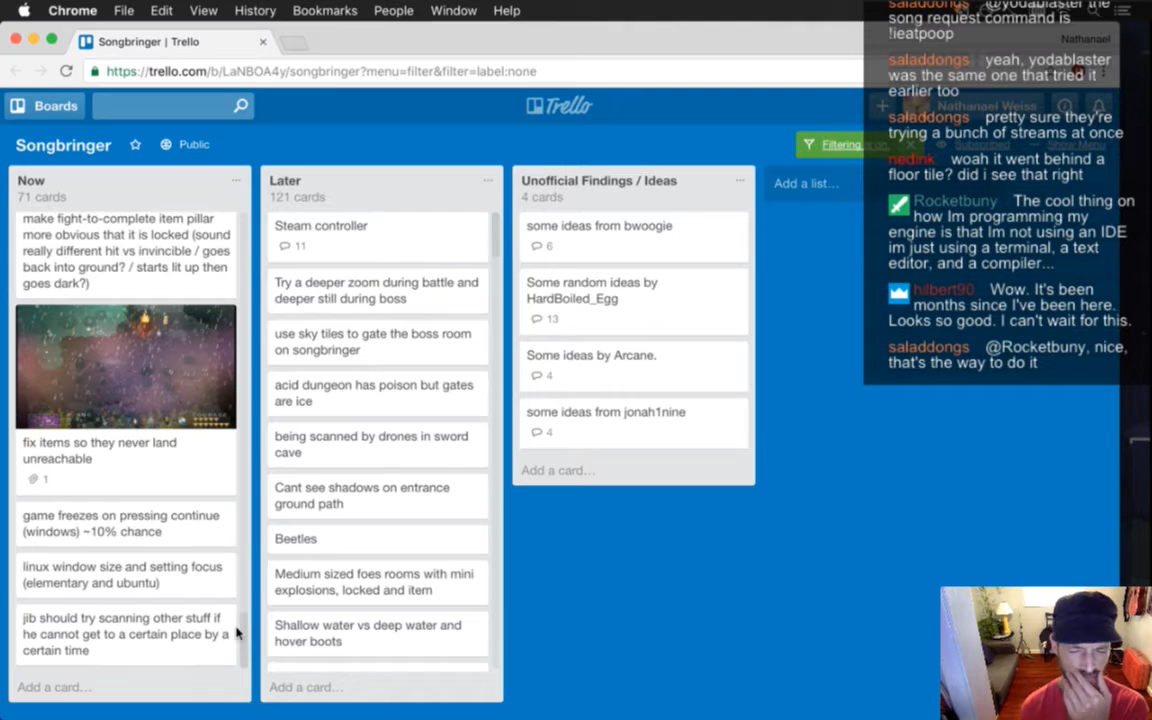 Chrome File Edit View History Bookmarks People Window Help
Songbringer | Trello
Nathanael
https://trello.com/b/LaNBOA4y/songbringer?menu=filter&filter=label:none
Boards
Trello
Nathanael Weiss
Songbringer
Public
Filtering is on.
Subscribed
Show Menu
Now
71 cards
make fight-to-complete item pillar
more obvious that it is locked (sound
really different hit vs invincible / goes
back into ground? / starts lit up then
goes dark?)
fix items so they never land
unreachable
1
game freezes on pressing continue
(windows) ~10% chance
linux window size and setting focus
(elementary and ubuntu)
jib should try scanning other stuff if
he cannot get to a certain place by a
certain time
Add a card…
Later
121 cards
Steam controller
11
Try a deeper zoom during battle and
deeper still during boss
use sky tiles to gate the boss room
on songbringer
acid dungeon has poison but gates
are ice
being scanned by drones in sword
cave
Cant see shadows on entrance
ground path
Beetles
Medium sized foes rooms with mini
explosions, locked and item
Shallow water vs deep water and
hover boots
Add a card…
Unofficial Findings / Ideas
4 cards
some ideas from bwoogie
6
Some random ideas by
HardBoiled_Egg
13
Some ideas by Arcane.
4
some ideas from jonah1nine
4
Add a card…
Add a list…
saladdongs @yodablaster the
song request command is
!ieatpoop
saladdongs yeah, yodablaster
was the same one that tried it
earlier too
saladdongs pretty sure they're
trying a bunch of streams at once
nedink woah it went behind a
floor tile? did i see that right
Rocketbuny The cool thing on
how Im programming my
engine is that Im not using an IDE
im just using a terminal, a text
editor, and a compiler...
hilbert90 Wow. It's been
months since I've been here.
Looks so good. I can't wait for this.
saladdongs @Rocketbuny, nice,
that's the way to do it